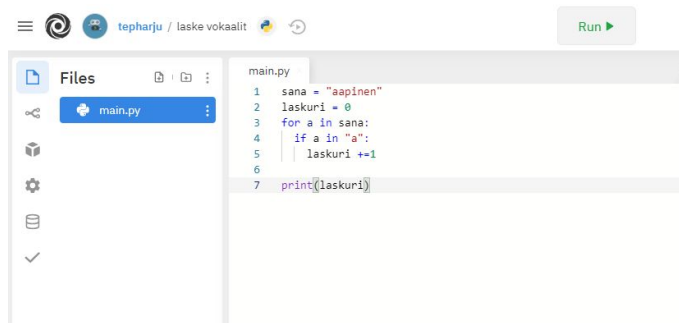 tepharju / laske vokaalit
Run
Files
main.py
main.py
1 sana = "aapinen"
2 laskuri = 0
3 for a in sana:
4   if a in "a":
5     laskuri +=1
6
7 print(laskuri)